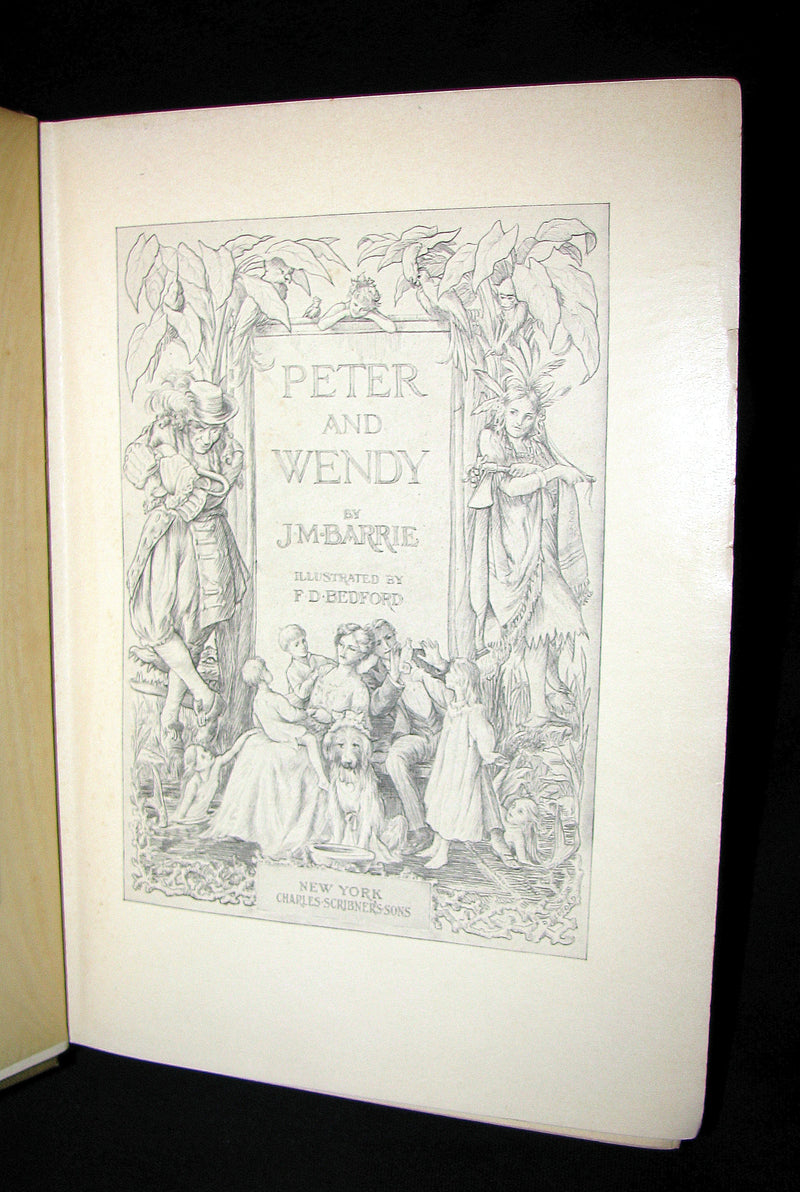 PETER
AND
WENDY
BY
J·M·BARRIE
ILLUSTRATED BY
F·D·BEDFORD
NEW YORK
CHARLES·SCRIBNER'S·SONS